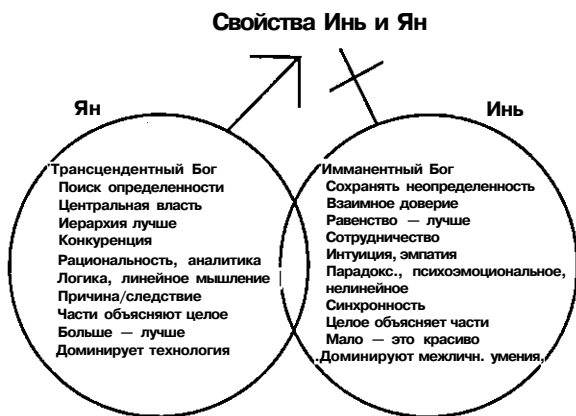 Свойства Инь и Ян
Ян
Трансцендентный Бог
Поиск определенности
Центральная власть
Иерархия лучше
Конкуренция
Рациональность, аналитика
Логика, линейное мышление
Причина/следствие
Части объясняют целое
Больше — лучше
Доминирует технология
Инь
Имманентный Бог
Сохранять неопределенность
Взаимное доверие
Равенство — лучше
Сотрудничество
Интуиция, эмпатия
Парадокс., психоэмоциональное,
нелинейное
Синхронность
Целое объясняет части
Мало — это красиво
.Доминируют межличн. умения,